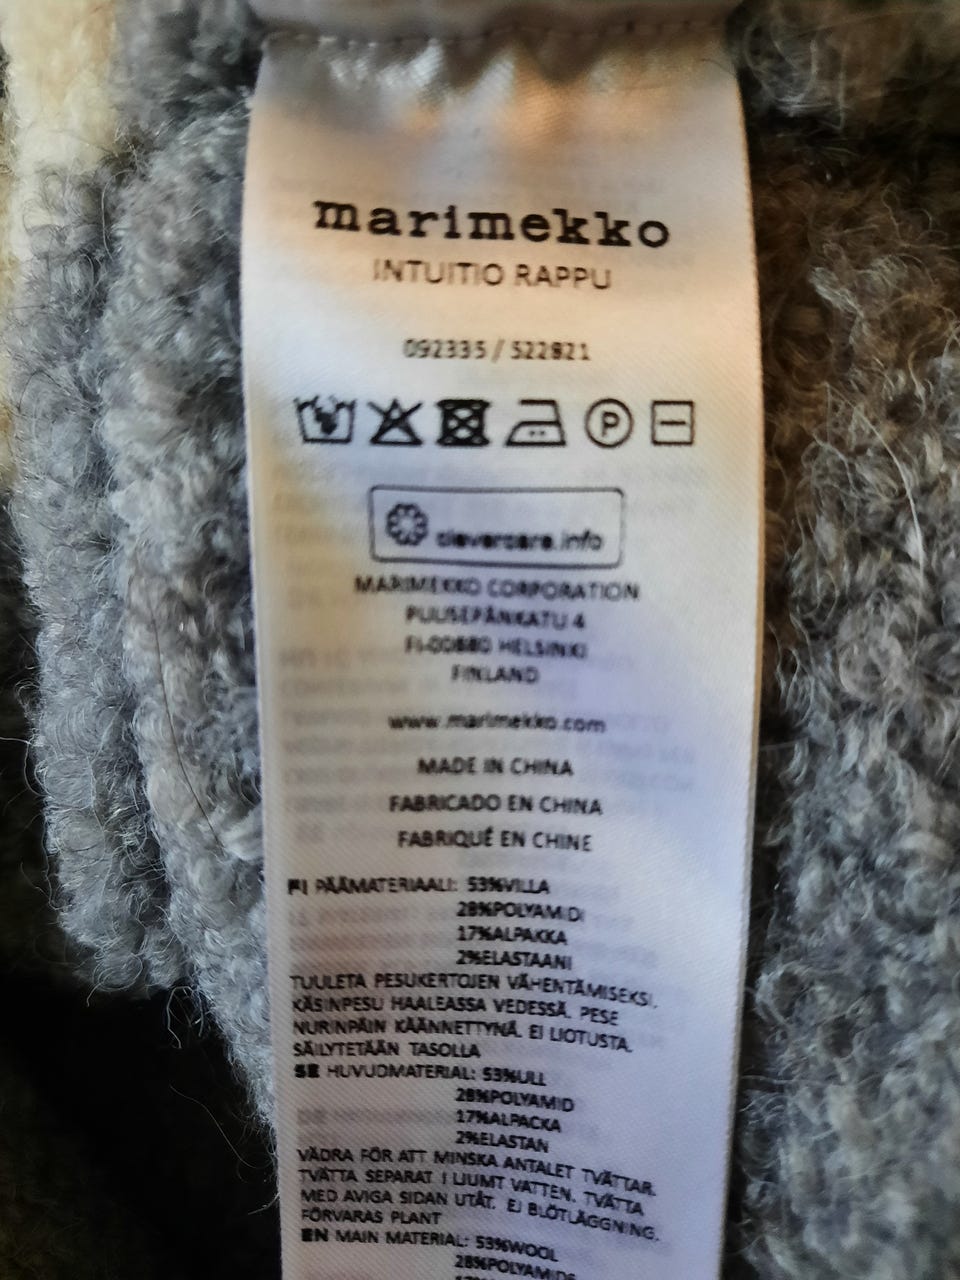 marimekko
INTUITIO RAPPU
092335 / 522821
P
clevercare.info
MARIMEKKO CORPORATION
PUUSEPÄNKATU 4
FI-00880 HELSINKI
FINLAND
www.marimekko.com
MADE IN CHINA
FABRICADO EN CHINA
FABRIQUÉ EN CHINE
FI PÄÄMATERIAALI: 53%VILLA
28%POLYAMIDI
17%ALPAKKA
2%ELASTAANI
TUULETA PESUKERTOJEN VÄHENTÄMISEKSI.
KÄSINPESU HAALEASSA VEDESSÄ. PESE
NURINPÄIN KÄÄNNETTYNÄ. EI LIOTUSTA.
SÄILYTETÄÄN TASOLLA
SE HUVUDMATERIAL: 53%ULL
28%POLYAMID
17%ALPACKA
2%ELASTAN
VÄDRA FÖR ATT MINSKA ANTALET TVÄTTAR.
TVÄTTA SEPARAT I LJUMT VATTEN. TVÄTTA
MED AVIGA SIDAN UTÅT. EJ BLÖTLÄGGNING.
FÖRVARAS PLANT
EN MAIN MATERIAL: 53%WOOL
28%POLYAMIDE